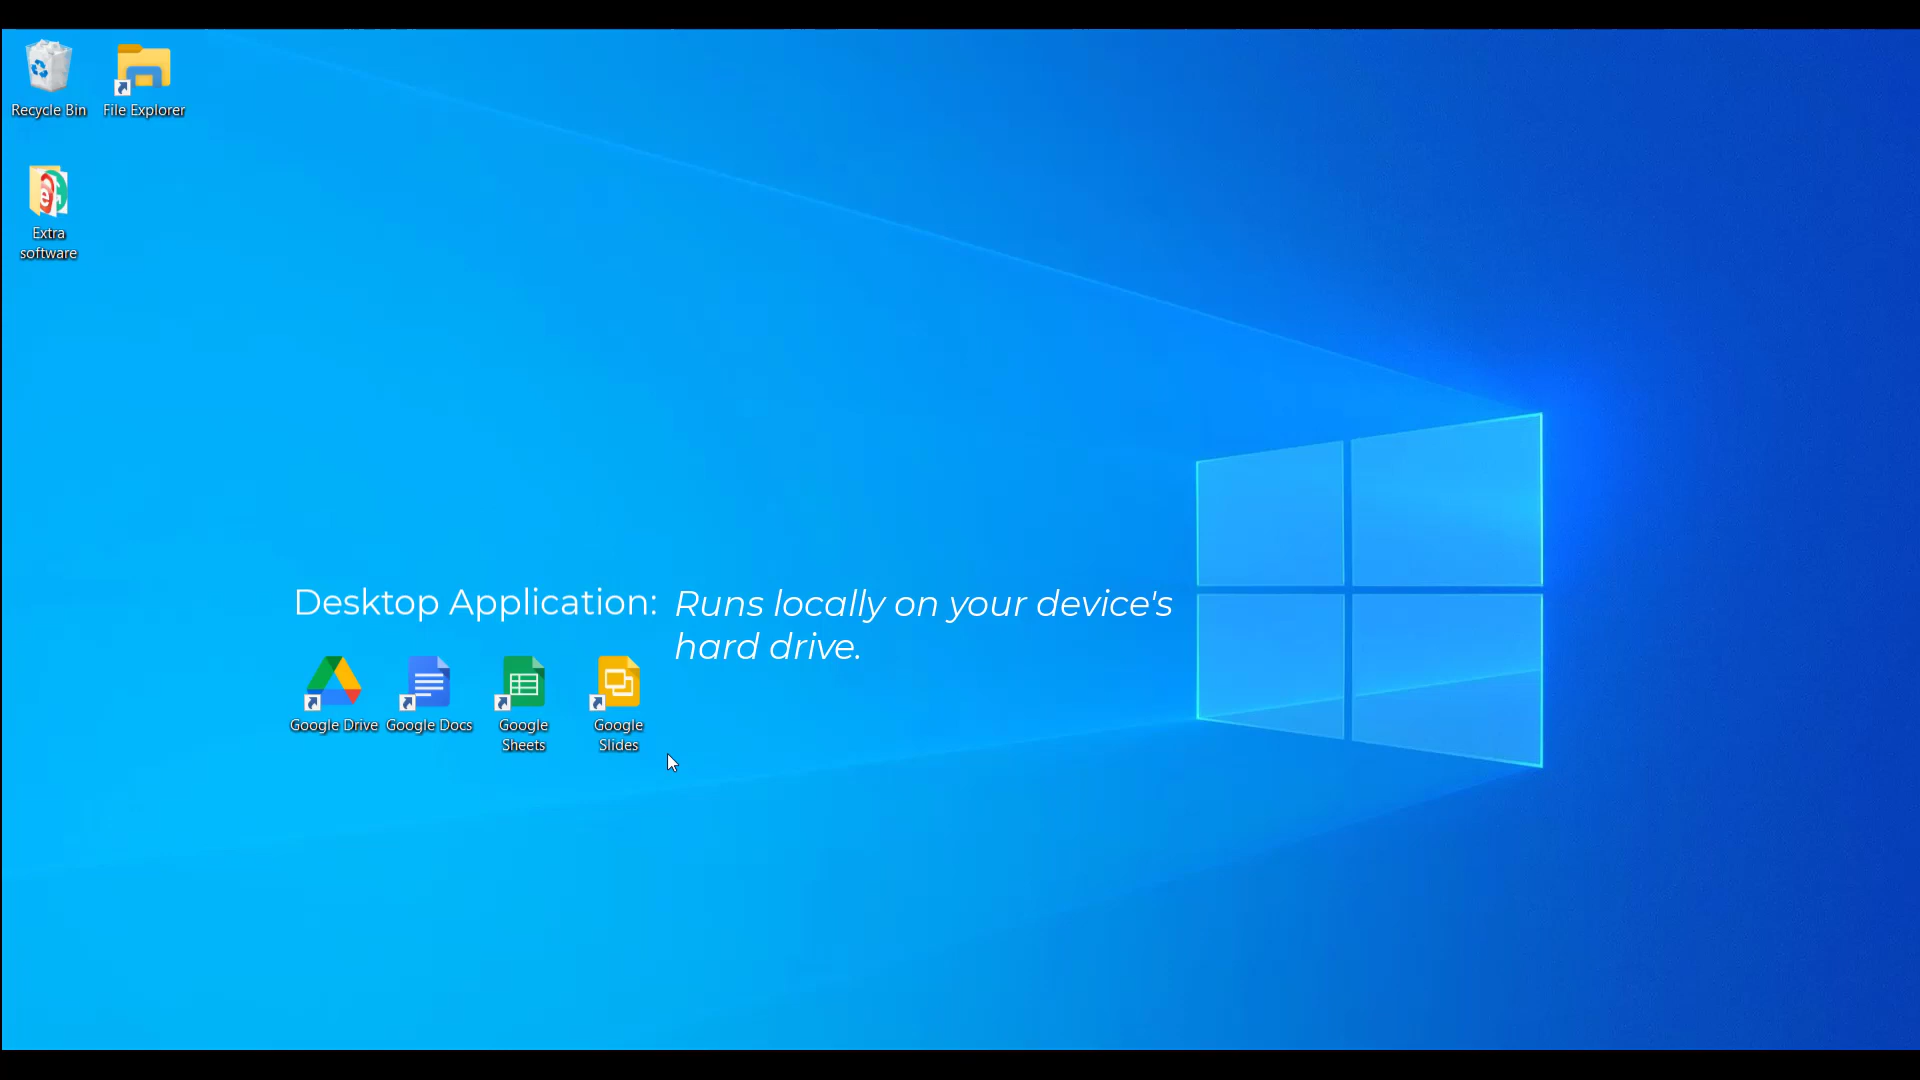 Recycle Bin
File Explorer
Extra
software
Desktop Application: Runs locally on your device's
hard drive.
Google Drive
Google Docs
Google
Sheets
Google
Slides